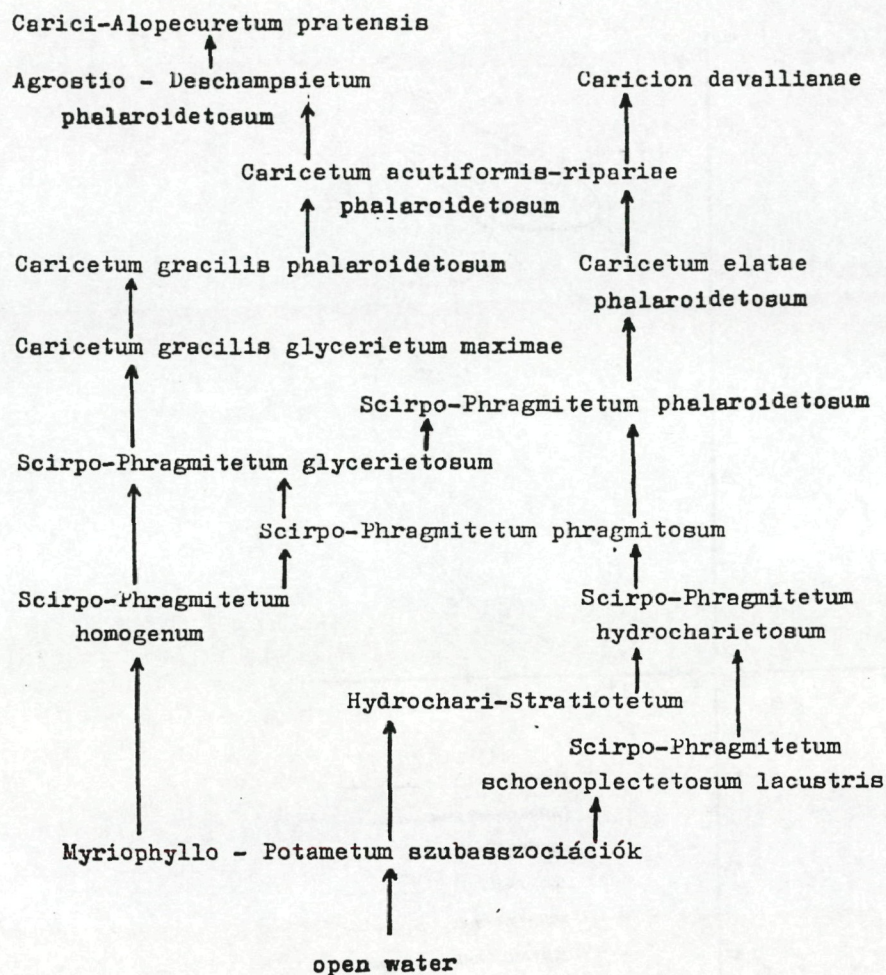 Carici-Alopecuretum pratensis
Agrostio - Deschampsietum
phalaroidetosum
Caricion davallianae
Caricetum acutiformis-ripariae
phalaroidetosum
Caricetum gracilis phalaroidetosum
Caricetum elatae
phalaroidetosum
Caricetum gracilis glycerietum maximae
Scirpo-Phragmitetum phalaroidetosum
Scirpo-Phragmitetum glycerietosum
Scirpo-Phragmitetum phragmitosum
Scirpo-Phragmitetum
homogenum
Scirpo-Phragmitetum
hydrocharietosum
Hydrochari-Stratiotetum
Scirpo-Phragmitetum
schoenoplectetosum lacustris
Myriophyllo - Potametum szubasszociációk
open water